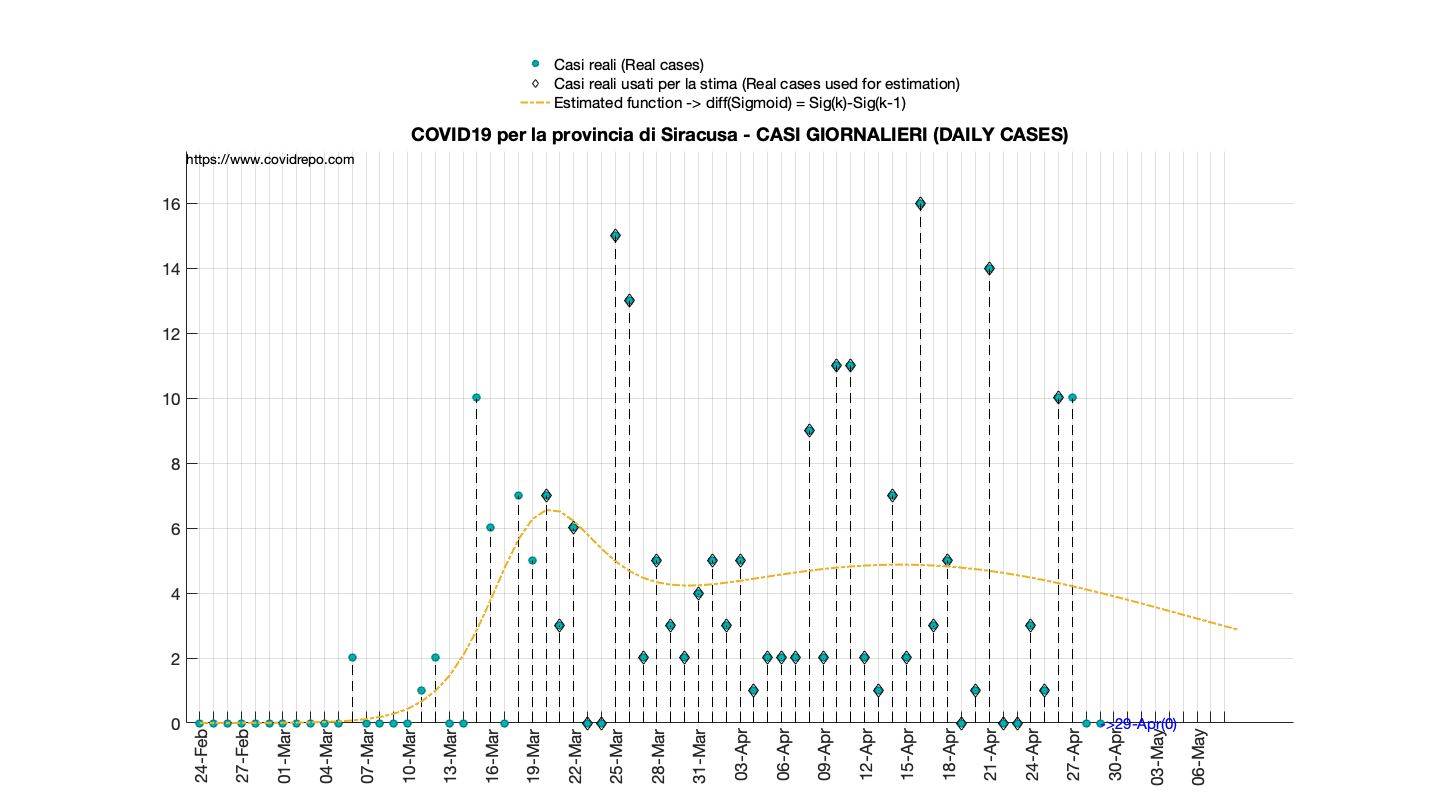 Casi reali (Real cases)
Casi reali usati per la stima (Real cases used for estimation)
Estimated function -> diff(Sigmoid) = Sig(k)-Sig(k-1)
COVID19 per la provincia di Siracusa - CASI GIORNALIERI (DAILY CASES)
https://www.covidrepo.com
16
14
12
10
8
6
4
2
0
->29-Apr(0)
24-Feb
27-Feb
01-Mar
04-Mar
07-Mar
10-Mar
13-Mar
16-Mar
19-Mar
22-Mar
25-Mar
28-Mar
31-Mar
03-Apr
06-Apr
09-Apr
12-Apr
15-Apr
18-Apr
21-Apr
24-Apr
27-Apr
30-Apr
03-May
06-May